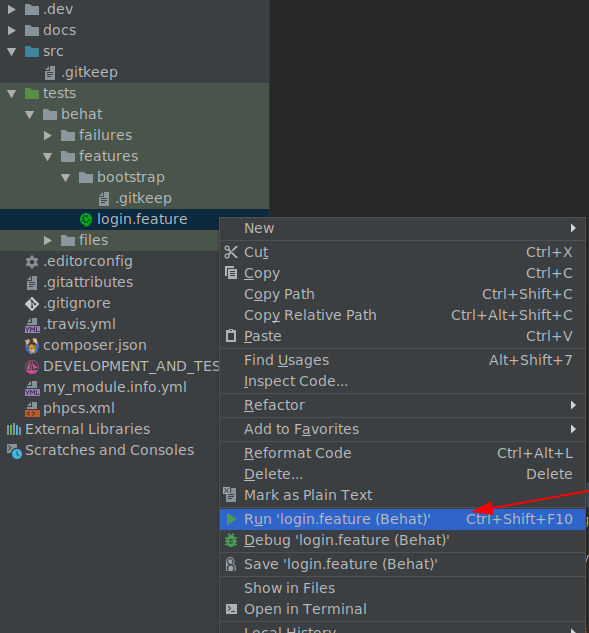 .dev
docs
src
.gitkeep
tests
behat
failures
features
bootstrap
.gitkeep
login.feature
files
.editorconfig
.gitattributes
.gitignore
.travis.yml
composer.json
DEVELOPMENT_AND_TES
my_module.info.yml
phpcs.xml
External Libraries
Scratches and Consoles
New
Cut Ctrl+X
Copy Ctrl+C
Copy Path Ctrl+Shift+C
Copy Relative Path Ctrl+Alt+Shift+C
Paste Ctrl+V
Find Usages Alt+Shift+7
Inspect Code...
Refactor
Add to Favorites
Reformat Code Ctrl+Alt+L
Delete... Delete
Mark as Plain Text
Run 'login.feature (Behat)' Ctrl+Shift+F10
Debug 'login.feature (Behat)'
Save 'login.feature (Behat)'
Show in Files
Open in Terminal
Local History